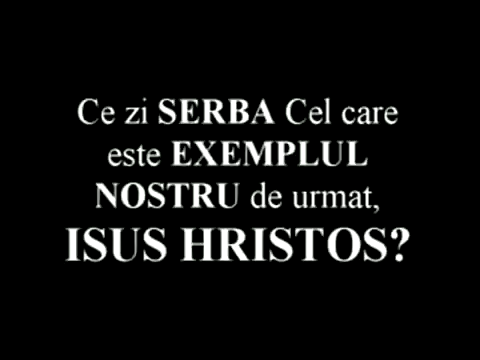 Ce zi SERBA Cel care
este EXEMPLUL
NOSTRU de urmat,
ISUS HRISTOS?